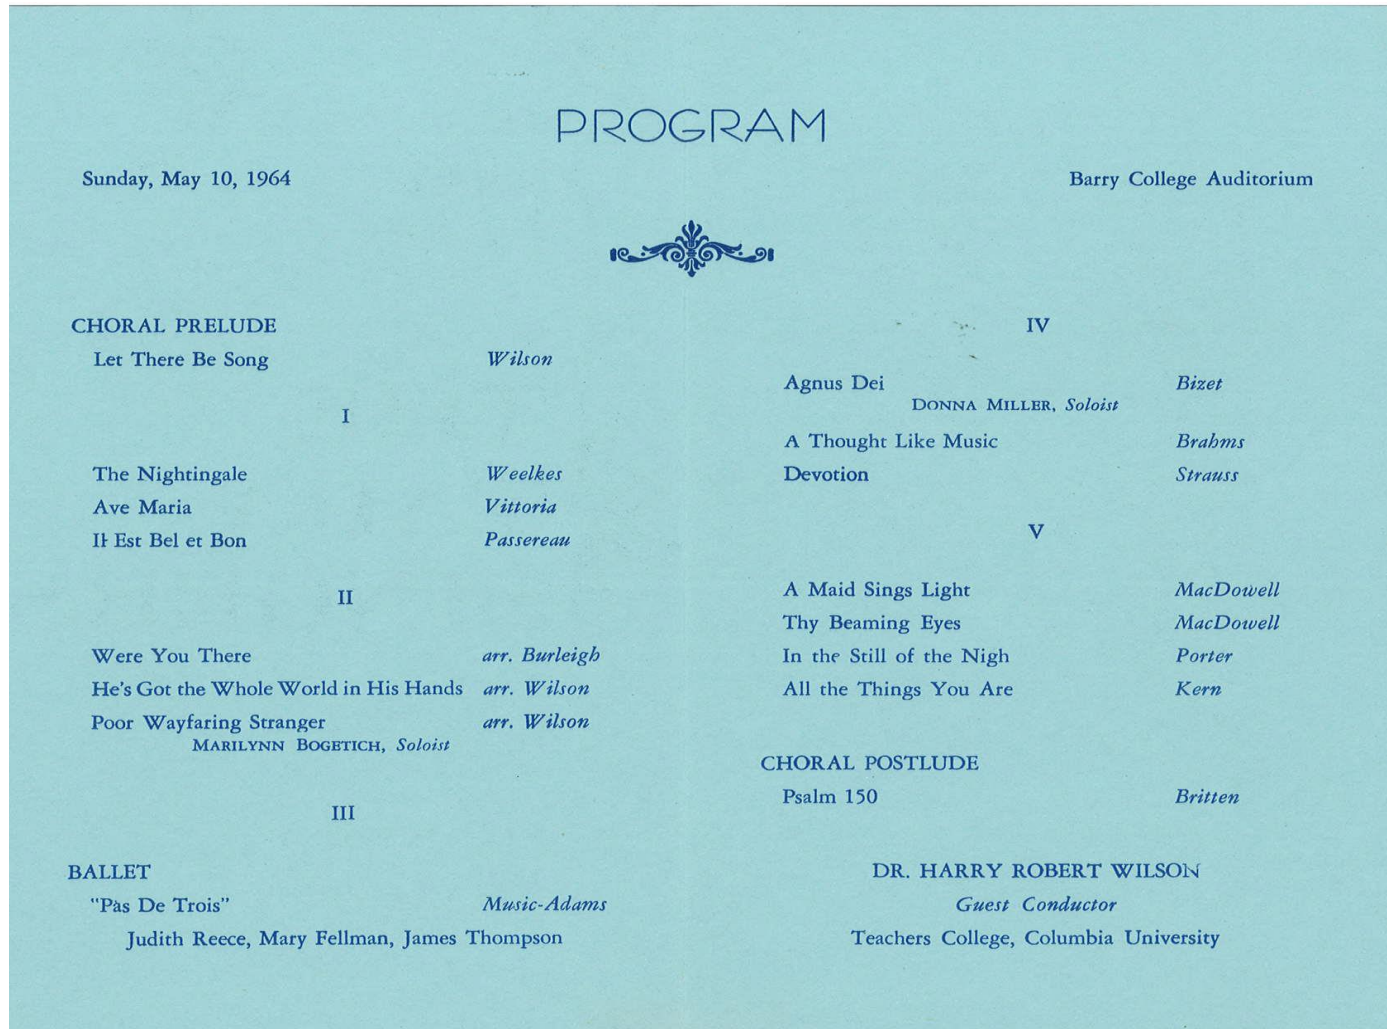 PROGRAM
Sunday, May 10, 1964 Barry College Auditorium
CHORAL PRELUDE
Let There Be Song Wilson
I
The Nightingale Weelkes
Ave Maria Vittoria
Il Est Bel et Bon Passereau
II
Were You There arr. Burleigh
He's Got the Whole World in His Hands arr. Wilson
Poor Wayfaring Stranger arr. Wilson
MARILYNN BOGETICH, Soloist
III
BALLET
"Pas De Trois" Music-Adams
Judith Reece, Mary Fellman, James Thompson
IV
Agnus Dei Bizet
DONNA MILLER, Soloist
A Thought Like Music Brahms
Devotion Strauss
V
A Maid Sings Light MacDowell
Thy Beaming Eyes MacDowell
In the Still of the Nigh Porter
All the Things You Are Kern
CHORAL POSTLUDE
Psalm 150 Britten
DR. HARRY ROBERT WILSON
Guest Conductor
Teachers College, Columbia University